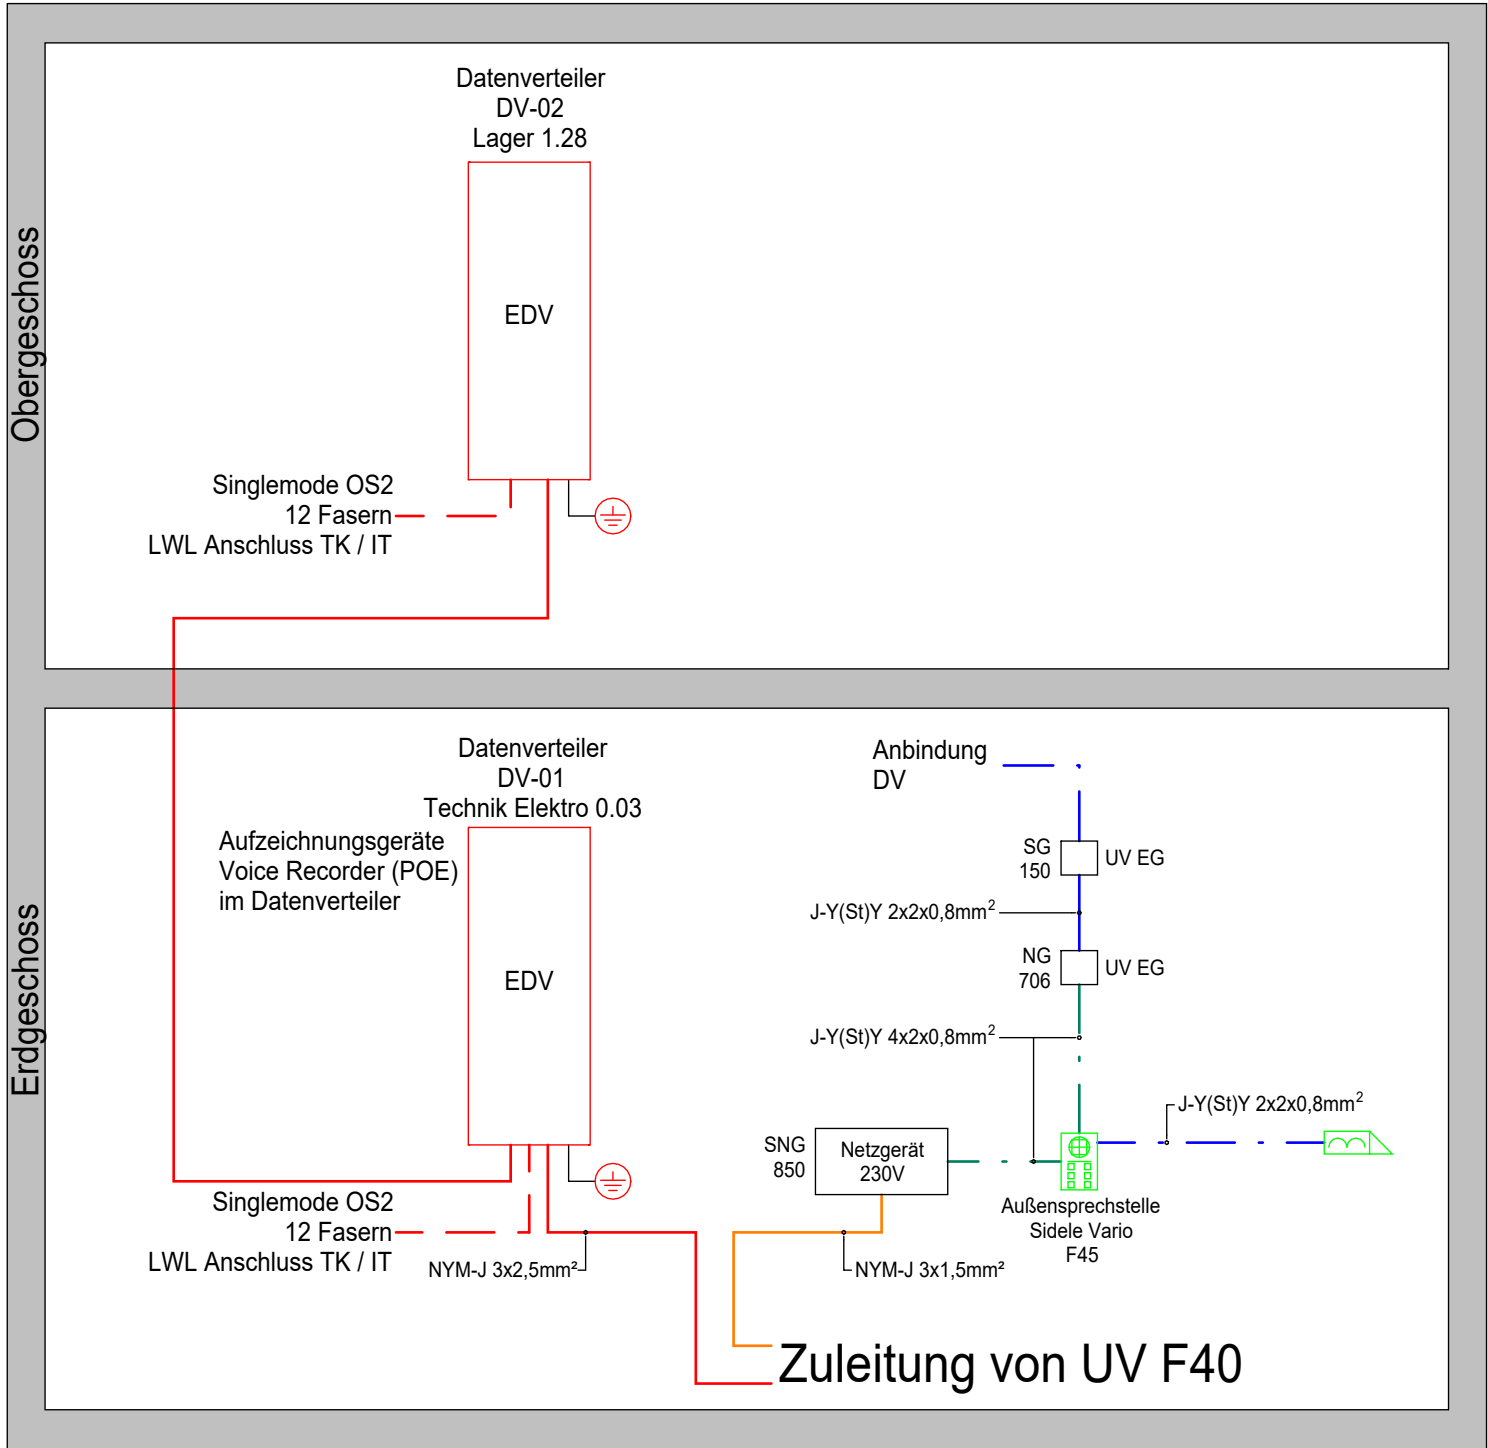 Obergeschoss
Datenverteiler
DV-02
Lager 1.28
EDV
Singlemode OS2
12 Fasern
LWL Anschluss TK / IT
Erdgeschoss
Datenverteiler
DV-01
Technik Elektro 0.03
Aufzeichnungsgeräte
Voice Recorder (POE)
im Datenverteiler
EDV
Singlemode OS2
12 Fasern
LWL Anschluss TK / IT
NYM-J 3x2,5mm²
Anbindung
DV
SG
150
UV EG
J-Y(St)Y 2x2x0,8mm²
NG
706
UV EG
J-Y(St)Y 4x2x0,8mm²
J-Y(St)Y 2x2x0,8mm²
SNG
850
Netzgerät
230V
Außensprechstelle
Sidele Vario
F45
NYM-J 3x1,5mm²
Zuleitung von UV F40